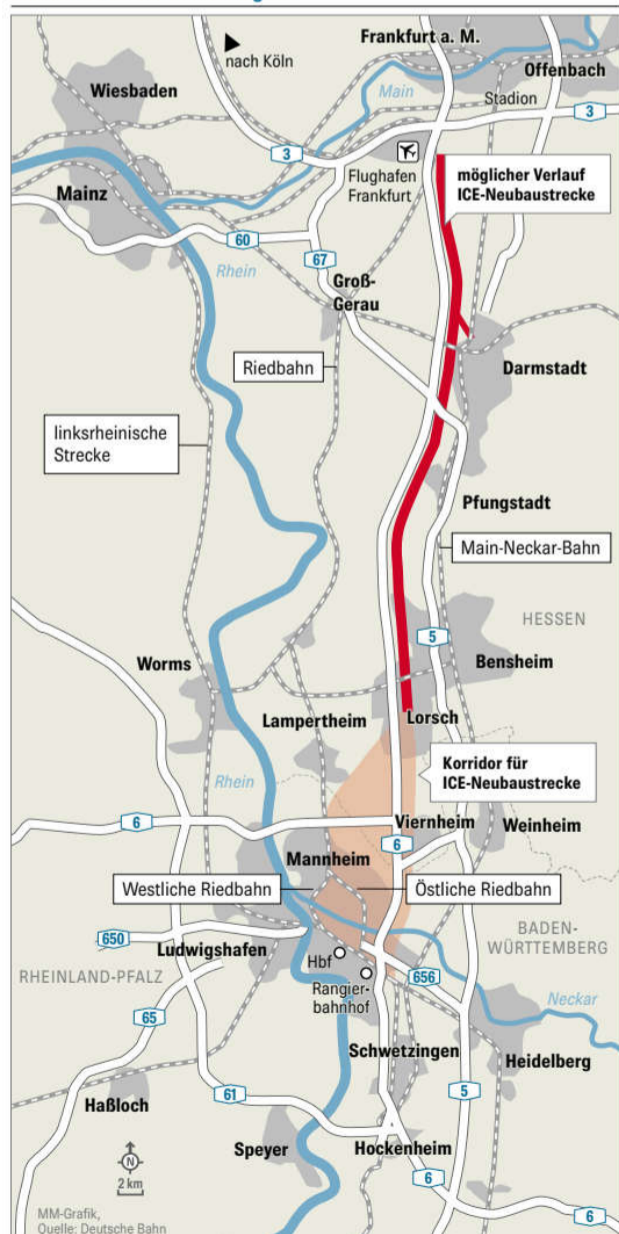 Frankfurt a. M.
nach Köln
Offenbach
Wiesbaden
Main
Stadion
3
3
Flughafen
Frankfurt
möglicher Verlauf
ICE-Neubaustrecke
Mainz
60
67
Rhein
Groß-
Gerau
Riedbahn
Darmstadt
linksrheinische
Strecke
Pfungstadt
Main-Neckar-Bahn
HESSEN
5
Worms
Bensheim
Lampertheim
Lorsch
Korridor für
ICE-Neubaustrecke
Rhein
6
Viernheim
Weinheim
6
Mannheim
Westliche Riedbahn
Östliche Riedbahn
650
Ludwigshafen
BADEN-
WÜRTTEMBERG
Hbf
656
RHEINLAND-PFALZ
Rangier-
bahnhof
Neckar
65
Schwetzingen
Heidelberg
61
5
Haßloch
Speyer
Hockenheim
N
2 km
6
6
MM-Grafik,
Quelle: Deutsche Bahn